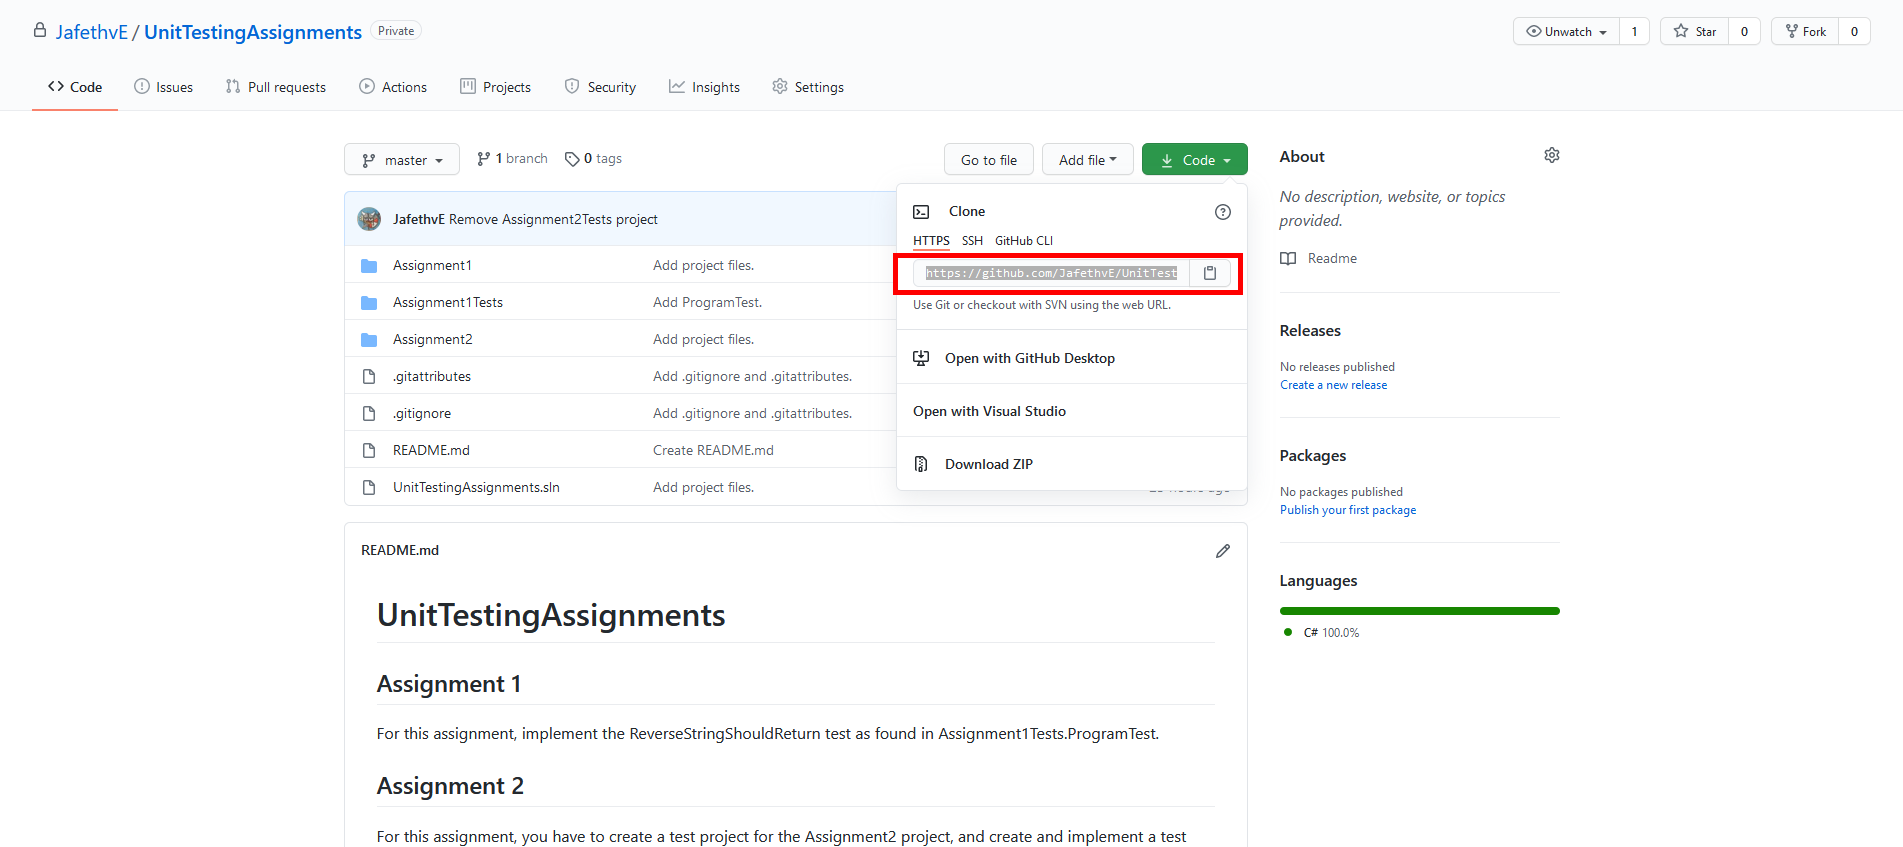 JafethvE / UnitTestingAssignments Private
Unwatch 1 Star 0 Fork 0
Code Issues Pull requests Actions Projects Security Insights Settings
master 1 branch 0 tags Go to file Add file Code
JafethvE Remove Assignment2Tests project
Assignment1 Add project files.
Assignment1Tests Add ProgramTest.
Assignment2 Add project files.
.gitattributes Add .gitignore and .gitattributes.
.gitignore Add .gitignore and .gitattributes.
README.md Create README.md
UnitTestingAssignments.sln Add project files.
Clone
HTTPS SSH GitHub CLI
https://github.com/JafethvE/UnitTest
Use Git or checkout with SVN using the web URL.
Open with GitHub Desktop
Open with Visual Studio
Download ZIP
About
No description, website, or topics
provided.
Readme
Releases
No releases published
Create a new release
Packages
No packages published
Publish your first package
Languages
C# 100.0%
README.md
UnitTestingAssignments
Assignment 1
For this assignment, implement the ReverseStringShouldReturn test as found in Assignment1Tests.ProgramTest.
Assignment 2
For this assignment, you have to create a test project for the Assignment2 project, and create and implement a test